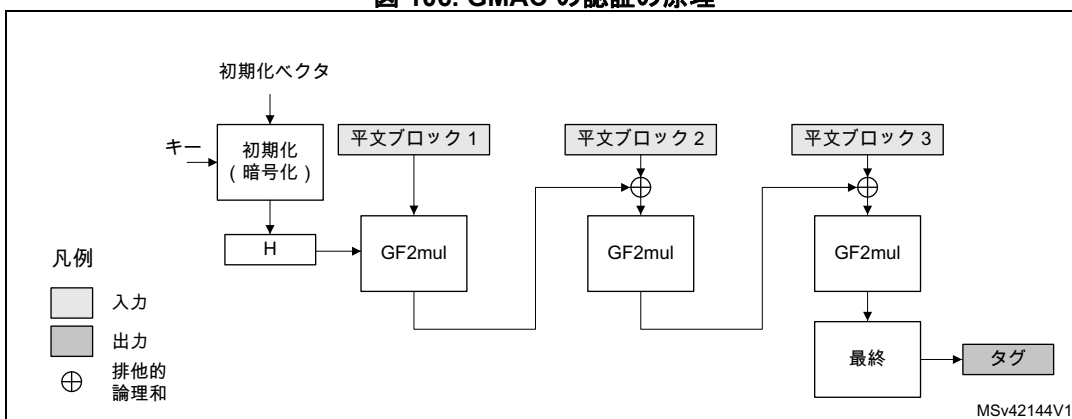 図 108. GMAC の認証の原理
初期化ベクタ
キー
初期化
( 暗号化 )
平文ブロック 1
平文ブロック 2
平文ブロック 3
H
GF2mul
GF2mul
GF2mul
凡例
入力
出力
排他的
論理和
最終
タグ
MSv42144V1